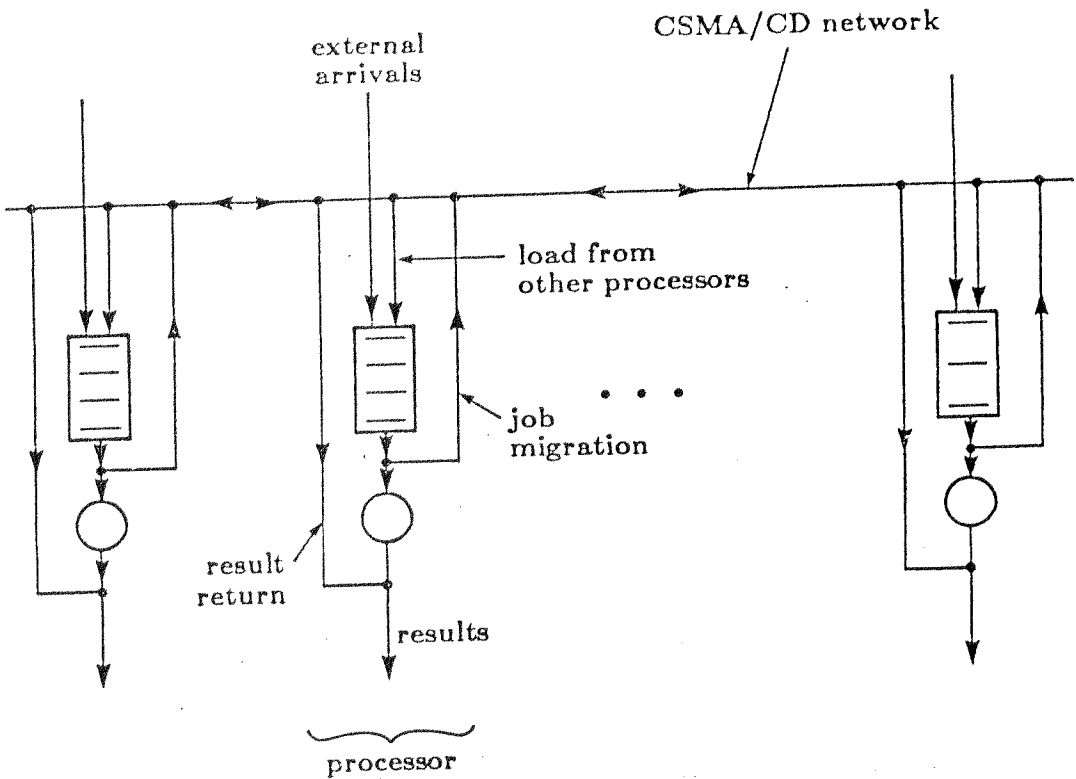 CSMA/CD network
external
arrivals
load from
other processors
job
migration
result
return
results
processor